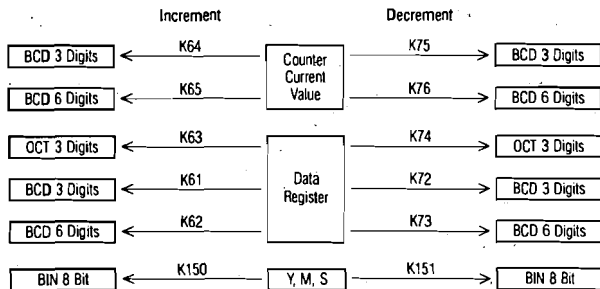 Increment Decrement
BCD 3 Digits K64 Counter Current Value K75 BCD 3 Digits
BCD 6 Digits K65 K76 BCD 6 Digits
OCT 3 Digits K63 Data Register K74 OCT 3 Digits
BCD 3 Digits K61 K72 BCD 3 Digits
BCD 6 Digits K62 K73 BCD 6 Digits
BIN 8 Bit K150 Y, M, S K151 BIN 8 Bit